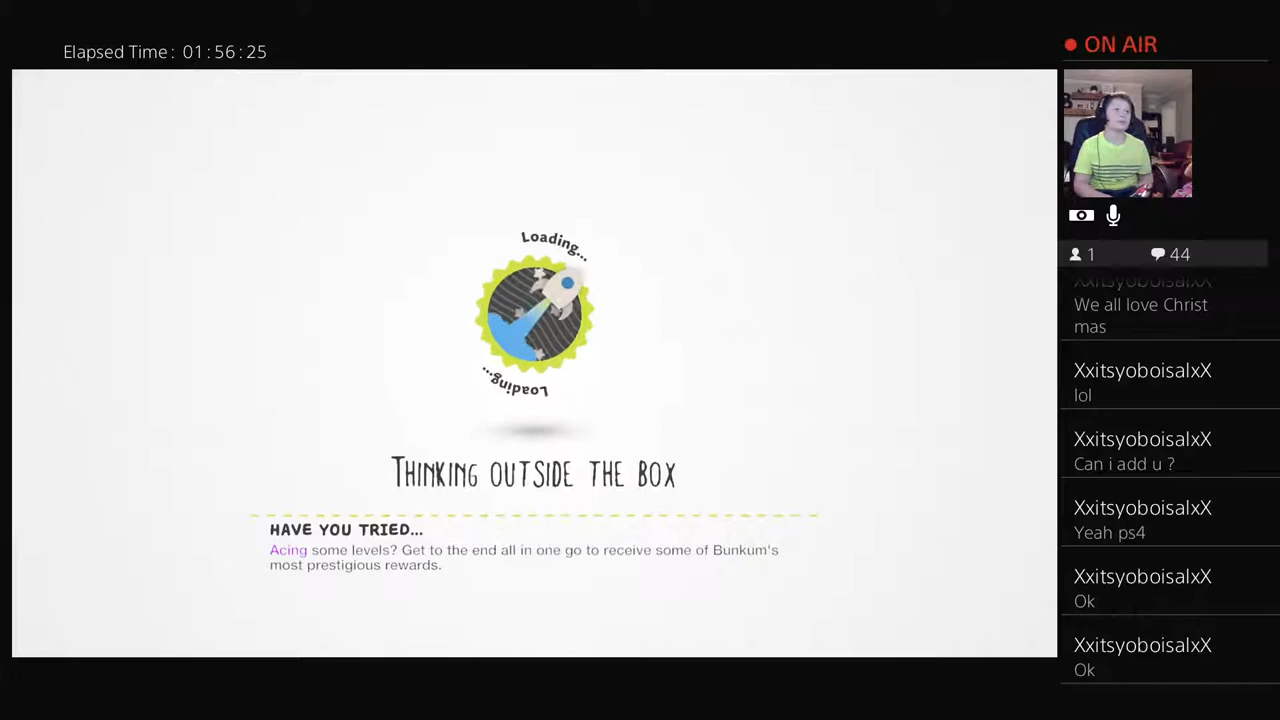 Elapsed Time: 01:56:25
ON AIR
Loading...
Loading...
THINKING OUTSIDE THE BOX
HAVE YOU TRIED...
Acing some levels? Get to the end all in one go to receive some of Bunkum's
most prestigious rewards.
1 44
XxitsyoboisalxX
We all love Christ
mas
XxitsyoboisalxX
lol
XxitsyoboisalxX
Can i add u ?
XxitsyoboisalxX
Yeah ps4
XxitsyoboisalxX
Ok
XxitsyoboisalxX
Ok